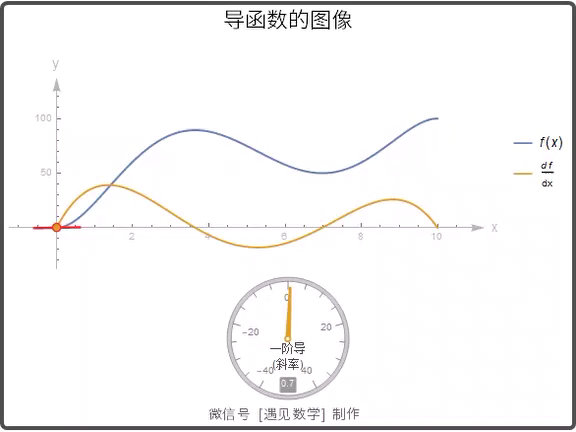 导函数的图像
y
100
50
2
4
6
8
10
x
f(x)
df
dx
0
-20
20
一阶导
(斜率)
-40
40
0.7
微信号 [遇见数学] 制作